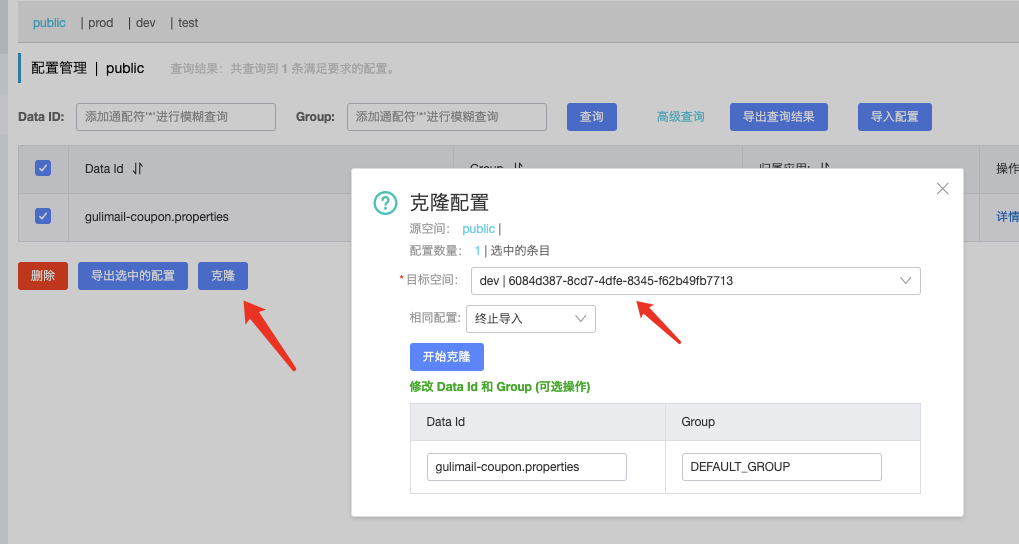 public | prod | dev | test
配置管理 | public 查询结果：共查询到 1 条满足要求的配置。
Data ID: 添加通配符'*'进行模糊查询 Group: 添加通配符'*'进行模糊查询 查询 高级查询 导出查询结果 导入配置
Data Id Group 归属应用: 操作
gulimail-coupon.properties 详情
删除 导出选中的配置 克隆
克隆配置
源空间： public |
配置数量： 1 | 选中的条目
* 目标空间： dev | 6084d387-8cd7-4dfe-8345-f62b49fb7713
相同配置: 终止导入
开始克隆
修改 Data Id 和 Group (可选操作)
Data Id Group
gulimail-coupon.properties DEFAULT_GROUP